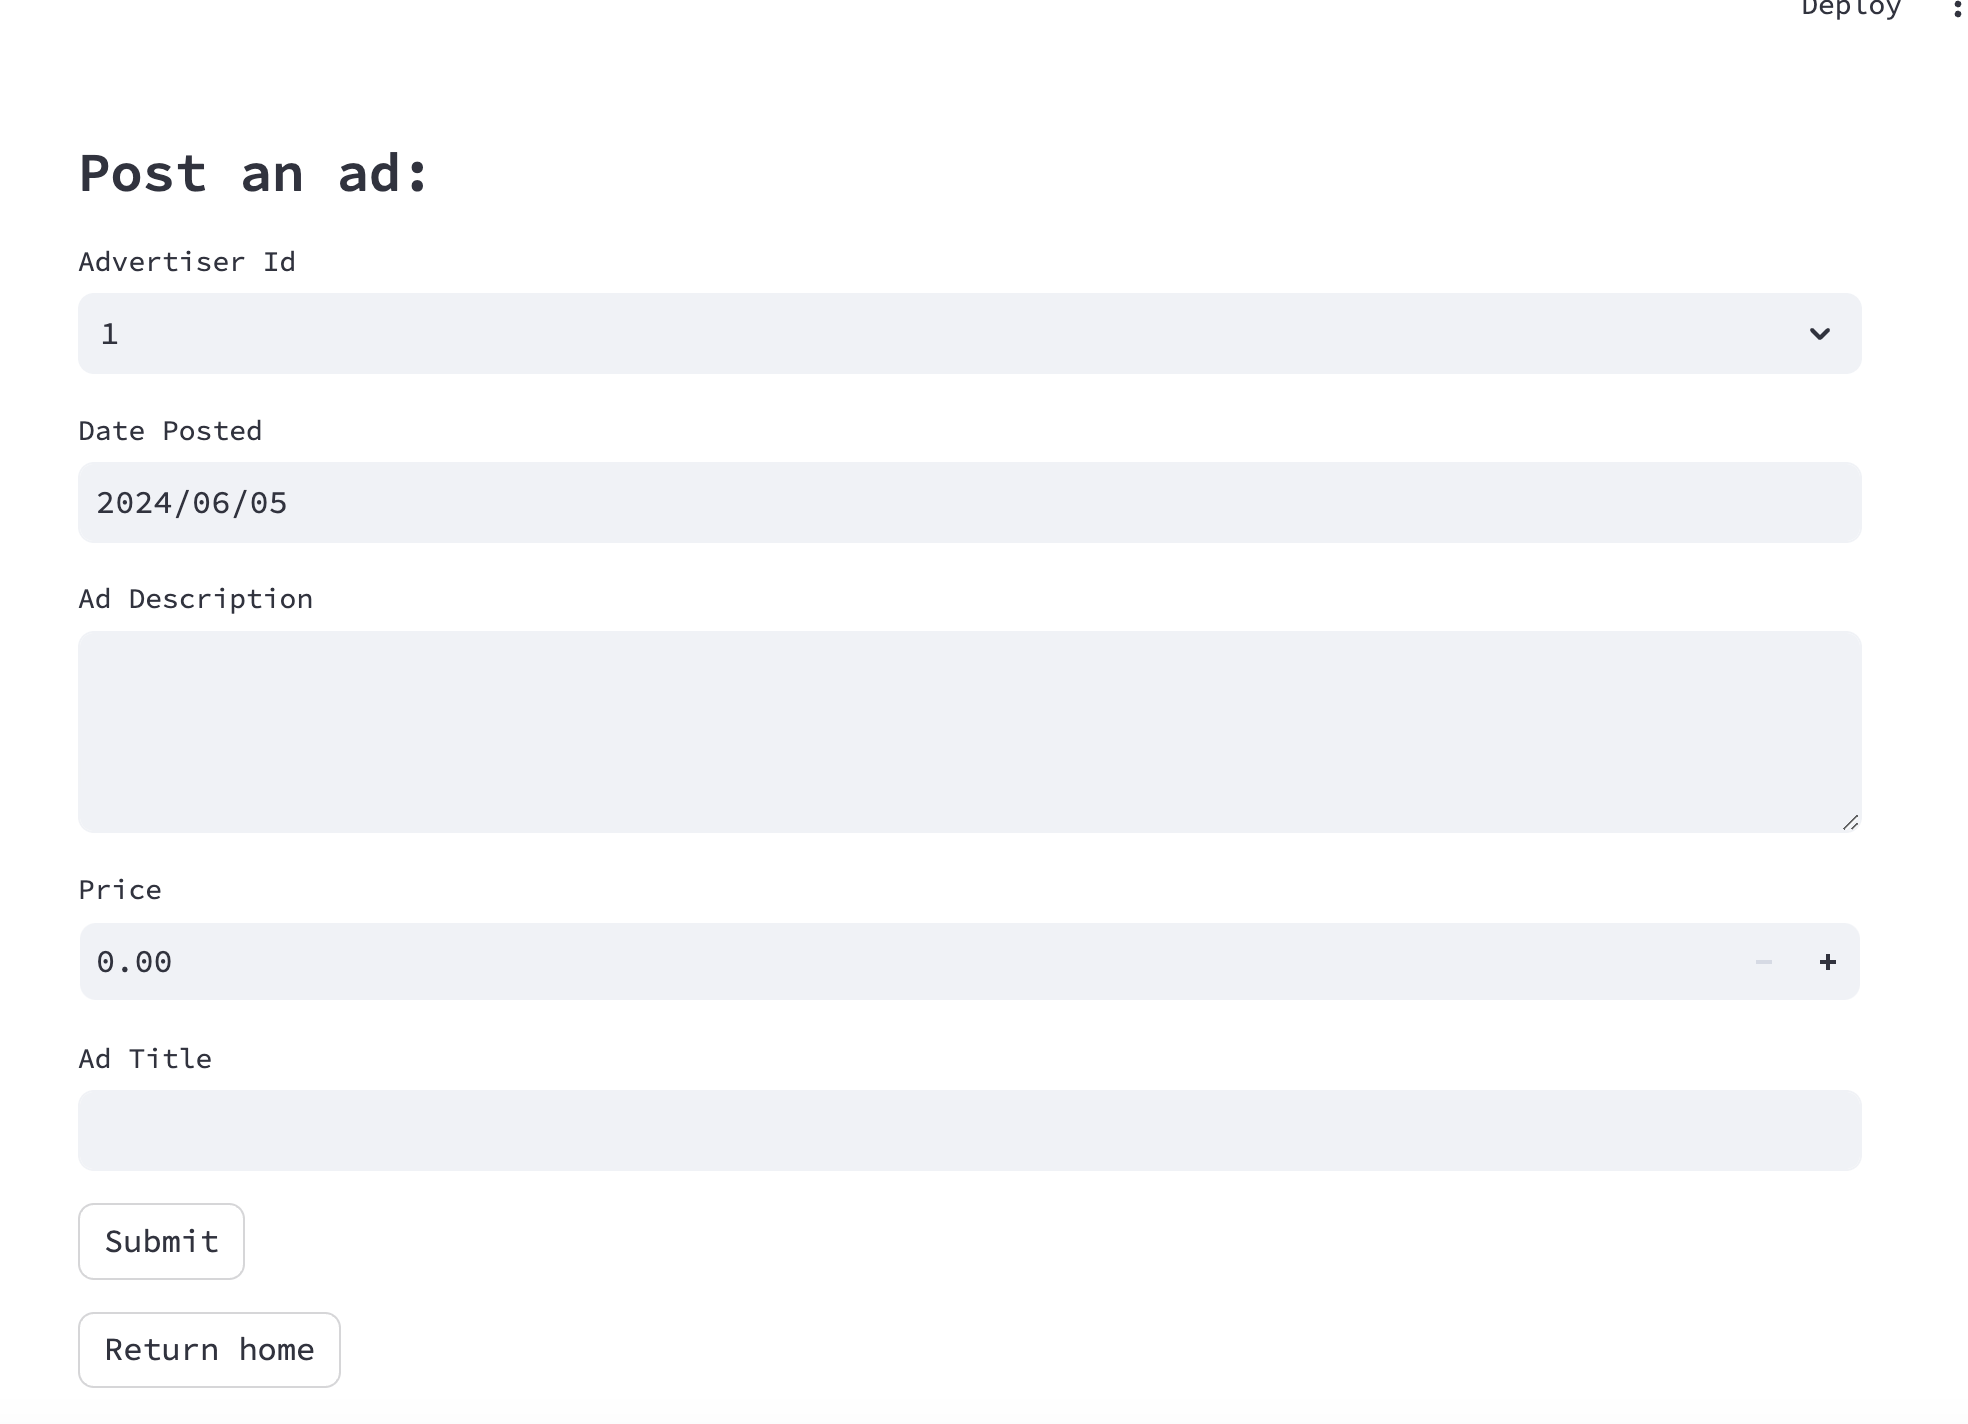 Deploy
Post an ad:
Advertiser Id
1
Date Posted
2024/06/05
Ad Description
Price
0.00
Ad Title
Submit
Return home